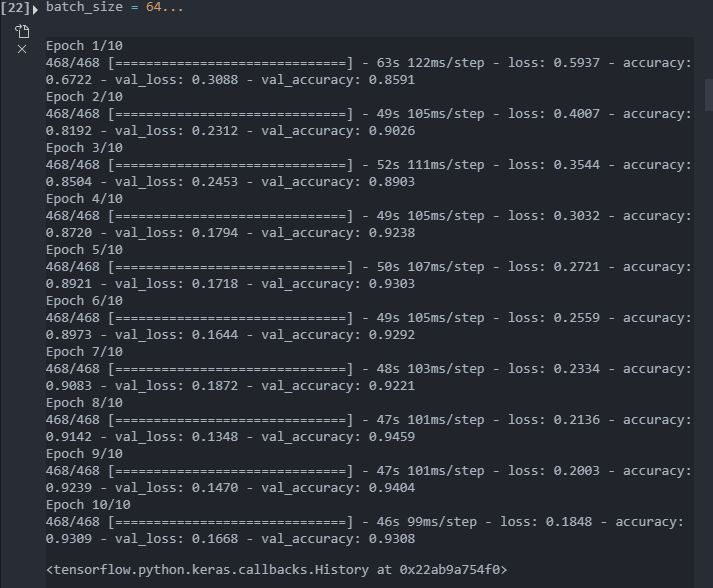 [22] batch_size = 64...
Epoch 1/10
468/468 [==============================] - 63s 122ms/step - loss: 0.5937 - accuracy:
0.6722 - val_loss: 0.3088 - val_accuracy: 0.8591
Epoch 2/10
468/468 [==============================] - 49s 105ms/step - loss: 0.4007 - accuracy:
0.8192 - val_loss: 0.2312 - val_accuracy: 0.9026
Epoch 3/10
468/468 [==============================] - 52s 111ms/step - loss: 0.3544 - accuracy:
0.8504 - val_loss: 0.2453 - val_accuracy: 0.8903
Epoch 4/10
468/468 [==============================] - 49s 105ms/step - loss: 0.3032 - accuracy:
0.8720 - val_loss: 0.1794 - val_accuracy: 0.9238
Epoch 5/10
468/468 [==============================] - 50s 107ms/step - loss: 0.2721 - accuracy:
0.8921 - val_loss: 0.1718 - val_accuracy: 0.9303
Epoch 6/10
468/468 [==============================] - 49s 105ms/step - loss: 0.2559 - accuracy:
0.8973 - val_loss: 0.1644 - val_accuracy: 0.9292
Epoch 7/10
468/468 [==============================] - 48s 103ms/step - loss: 0.2334 - accuracy:
0.9083 - val_loss: 0.1872 - val_accuracy: 0.9221
Epoch 8/10
468/468 [==============================] - 47s 101ms/step - loss: 0.2136 - accuracy:
0.9142 - val_loss: 0.1348 - val_accuracy: 0.9459
Epoch 9/10
468/468 [==============================] - 47s 101ms/step - loss: 0.2003 - accuracy:
0.9239 - val_loss: 0.1470 - val_accuracy: 0.9404
Epoch 10/10
468/468 [==============================] - 46s 99ms/step - loss: 0.1848 - accuracy:
0.9309 - val_loss: 0.1668 - val_accuracy: 0.9308
<tensorflow.python.keras.callbacks.History at 0x22ab9a754f0>